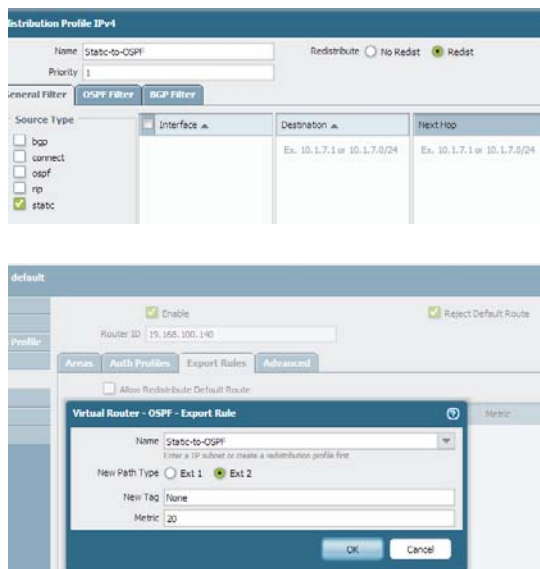 istribution Profile IPv4
Name Static-to-OSPF Redistribute No Redist Redist
Priority 1
General Filter OSPF Filter BGP Filter
Source Type Interface Destination Next Hop
bgp Ex. 10.1.7.1 or 10.1.7.0/24 Ex. 10.1.7.1 or 10.1.7.0/24
connect
ospf
rip
static
default
Enable Reject Default Route
Router ID 19.168.100.140
Profile
Areas Auth Profiles Export Rules Advanced
Allow Redistribute Default Route
Virtual Router - OSPF - Export Rule Metric
Name Static-to-OSPF
Enter a IP subnet or create a redistribution profile first
New Path Type Ext 1 Ext 2
New Tag None
Metric 20
OK Cancel